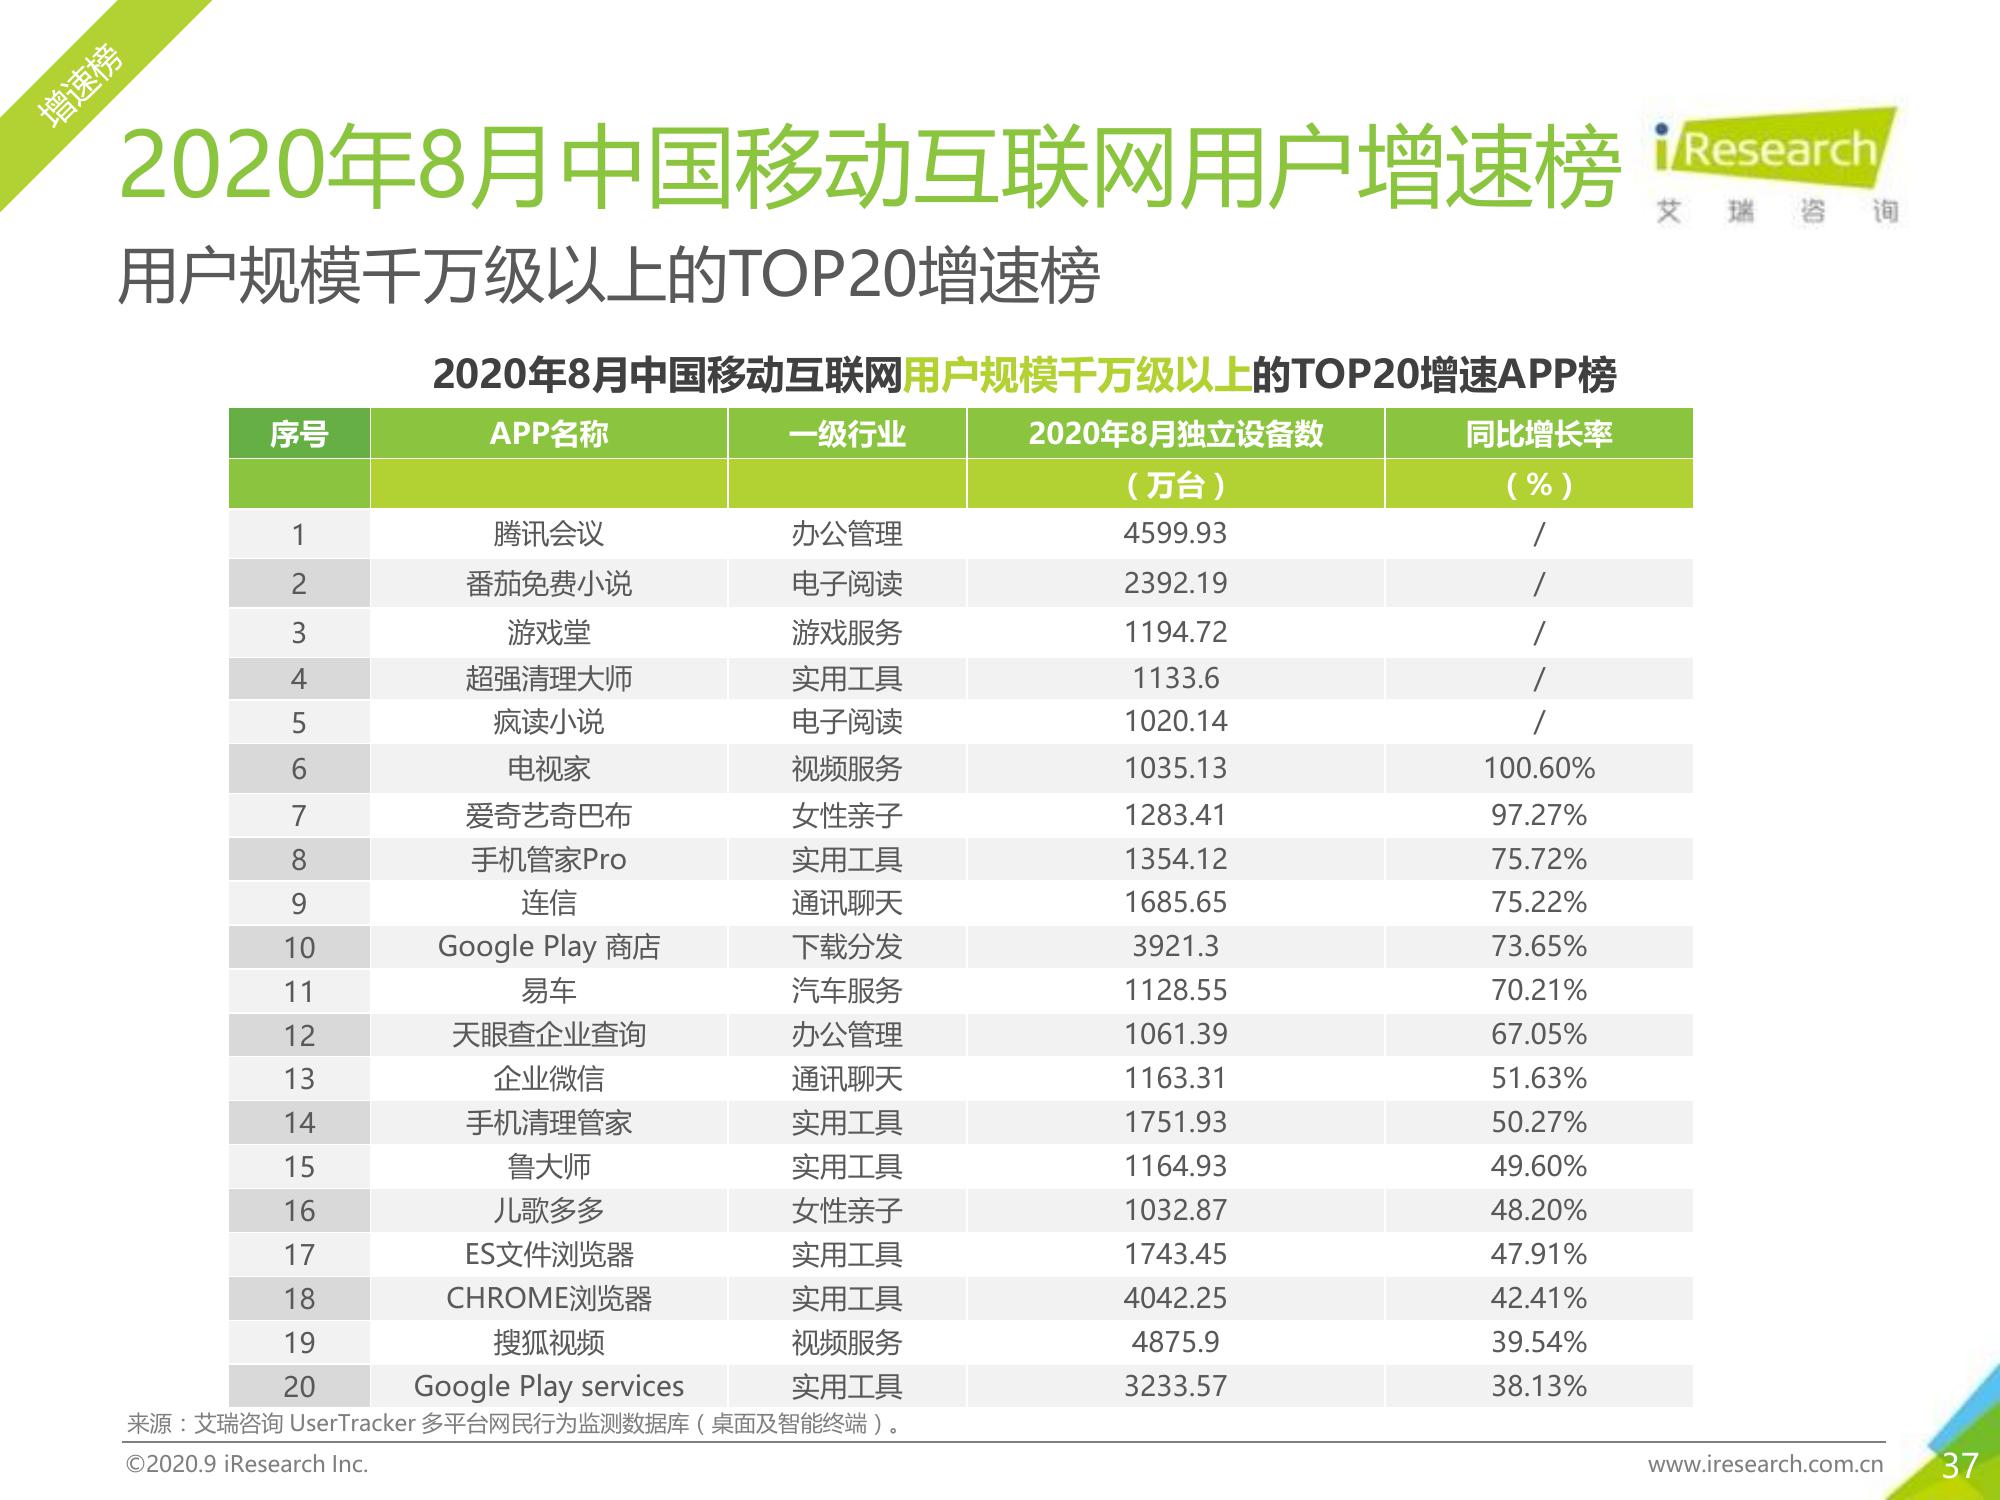 增速榜
2020年8月中国移动互联网用户增速榜
iResearch
艾瑞咨询
用户规模千万级以上的TOP20增速榜
2020年8月中国移动互联网用户规模千万级以上的TOP20增速APP榜
序号 APP名称 一级行业 2020年8月独立设备数 同比增长率
（万台） （%）
1 腾讯会议 办公管理 4599.93 /
2 番茄免费小说 电子阅读 2392.19 /
3 游戏堂 游戏服务 1194.72 /
4 超强清理大师 实用工具 1133.6 /
5 疯读小说 电子阅读 1020.14 /
6 电视家 视频服务 1035.13 100.60%
7 爱奇艺奇巴布 女性亲子 1283.41 97.27%
8 手机管家Pro 实用工具 1354.12 75.72%
9 连信 通讯聊天 1685.65 75.22%
10 Google Play 商店 下载分发 3921.3 73.65%
11 易车 汽车服务 1128.55 70.21%
12 天眼查企业查询 办公管理 1061.39 67.05%
13 企业微信 通讯聊天 1163.31 51.63%
14 手机清理管家 实用工具 1751.93 50.27%
15 鲁大师 实用工具 1164.93 49.60%
16 儿歌多多 女性亲子 1032.87 48.20%
17 ES文件浏览器 实用工具 1743.45 47.91%
18 CHROME浏览器 实用工具 4042.25 42.41%
19 搜狐视频 视频服务 4875.9 39.54%
20 Google Play services 实用工具 3233.57 38.13%
来源：艾瑞咨询 UserTracker 多平台网民行为监测数据库（桌面及智能终端）。
©2020.9 iResearch Inc. www.iresearch.com.cn 37